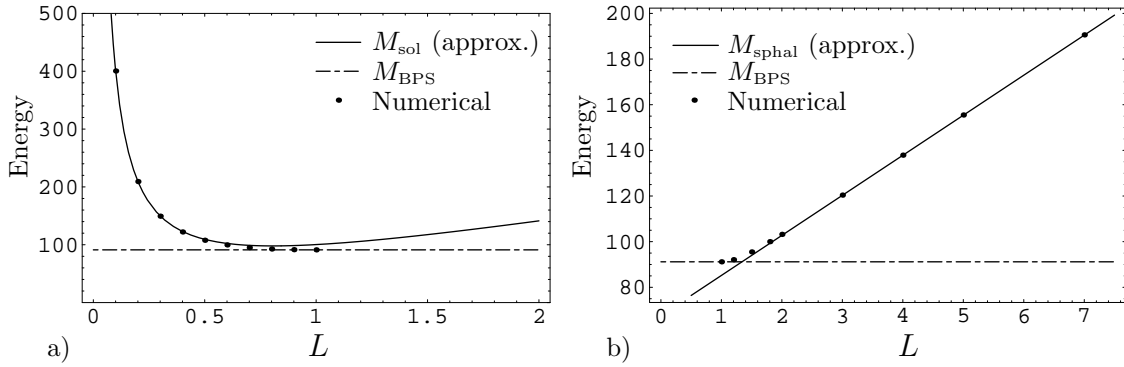 500
400
300
200
100
Energy
M_sol (approx.)
M_BPS
Numerical
0
0.5
1
1.5
2
L
a)
200
180
160
140
120
100
80
Energy
M_sphal (approx.)
M_BPS
Numerical
0
1
2
3
4
5
6
7
L
b)